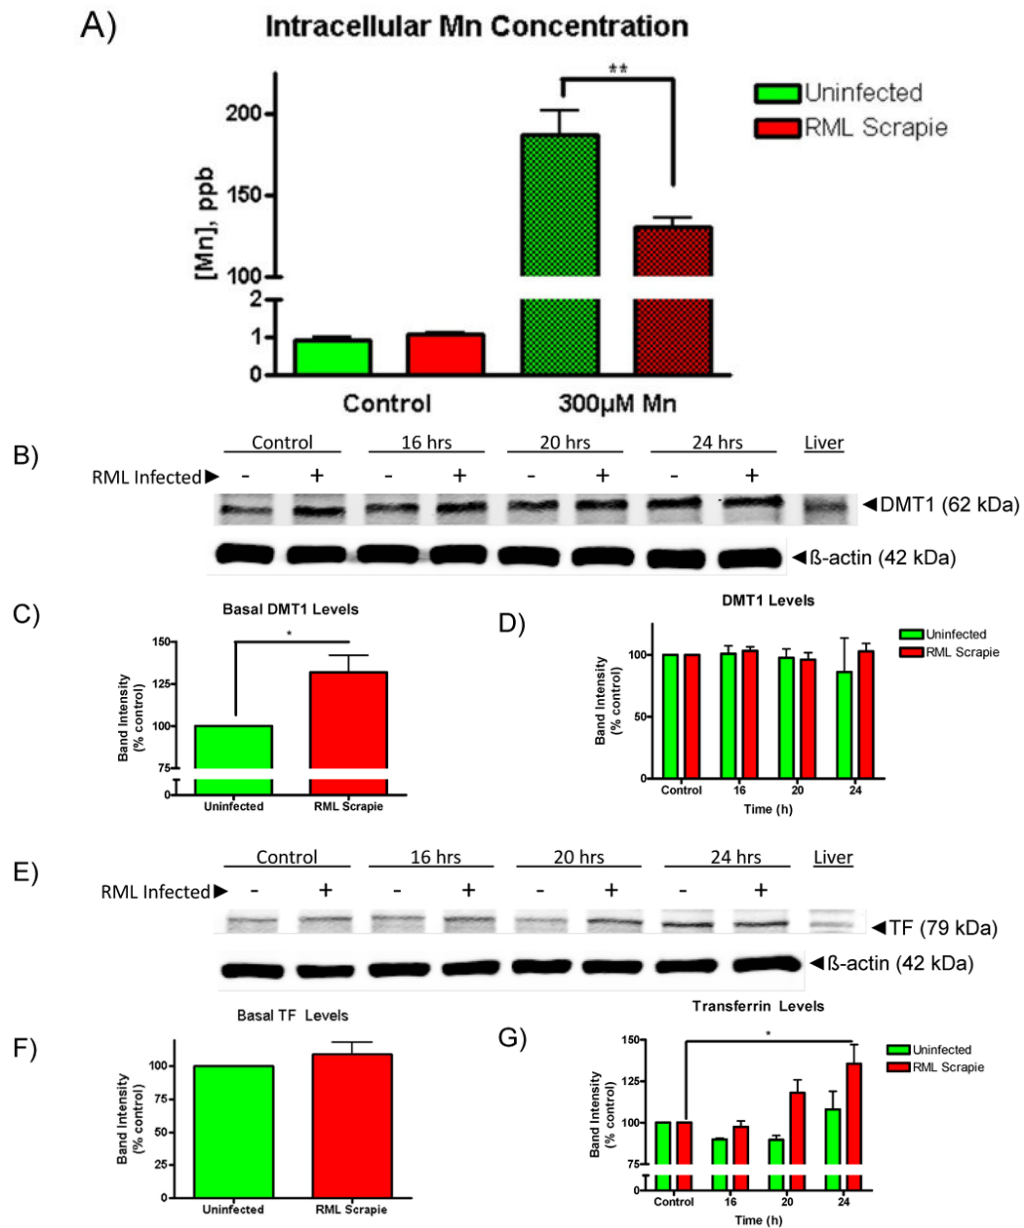 A)
Intracellular Mn Concentration
**
Uninfected
RML Scrapie
[Mn], ppb
200
150
100
2
1
0
Control 300µM Mn
B)
Control 16 hrs 20 hrs 24 hrs Liver
RML Infected - + - + - + - +
DMT1 (62 kDa)
ß-actin (42 kDa)
C)
Basal DMT1 Levels
*
Band Intensity
(% control)
150
125
100
75
0
Uninfected RML Scrapie
D)
DMT1 Levels
Uninfected
RML Scrapie
Band Intensity
(% control)
100
50
0
Control 16 20 24
Time (h)
E)
Control 16 hrs 20 hrs 24 hrs Liver
RML Infected - + - + - + - +
TF (79 kDa)
ß-actin (42 kDa)
F)
Basal TF Levels
Band Intensity
(% control)
100
75
50
25
0
Uninfected RML Scrapie
G)
Transferrin Levels
*
Uninfected
RML Scrapie
Band Intensity
(% control)
150
125
100
75
0
Control 16 20 24
Time (h)